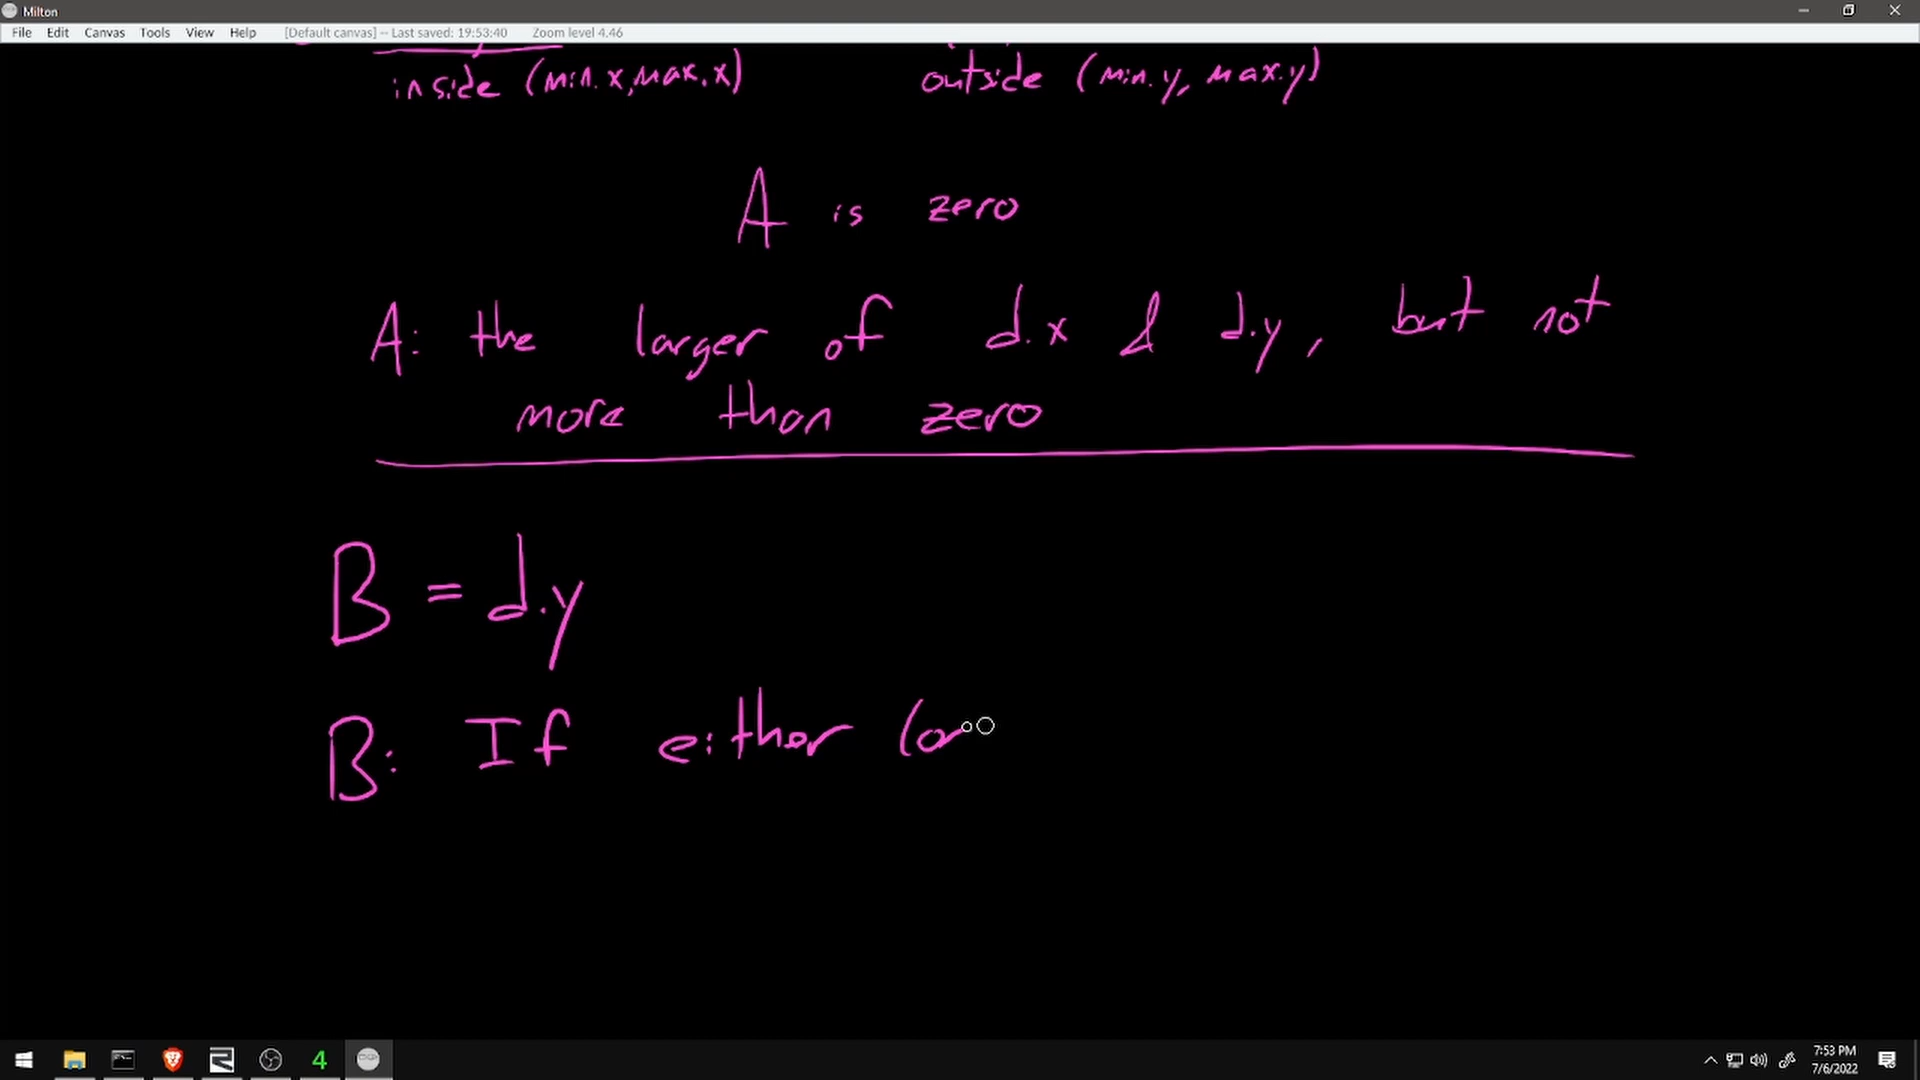 Milton
File Edit Canvas Tools View Help [Default canvas] -- Last saved: 19:53:40 Zoom level 4.46
inside (min.x,max.x) outside (min.y, max.y)
A is zero
A: the larger of d.x & d.y, but not
more than zero
B = d.y
B: If either (or
4
7:53 PM
7/6/2022